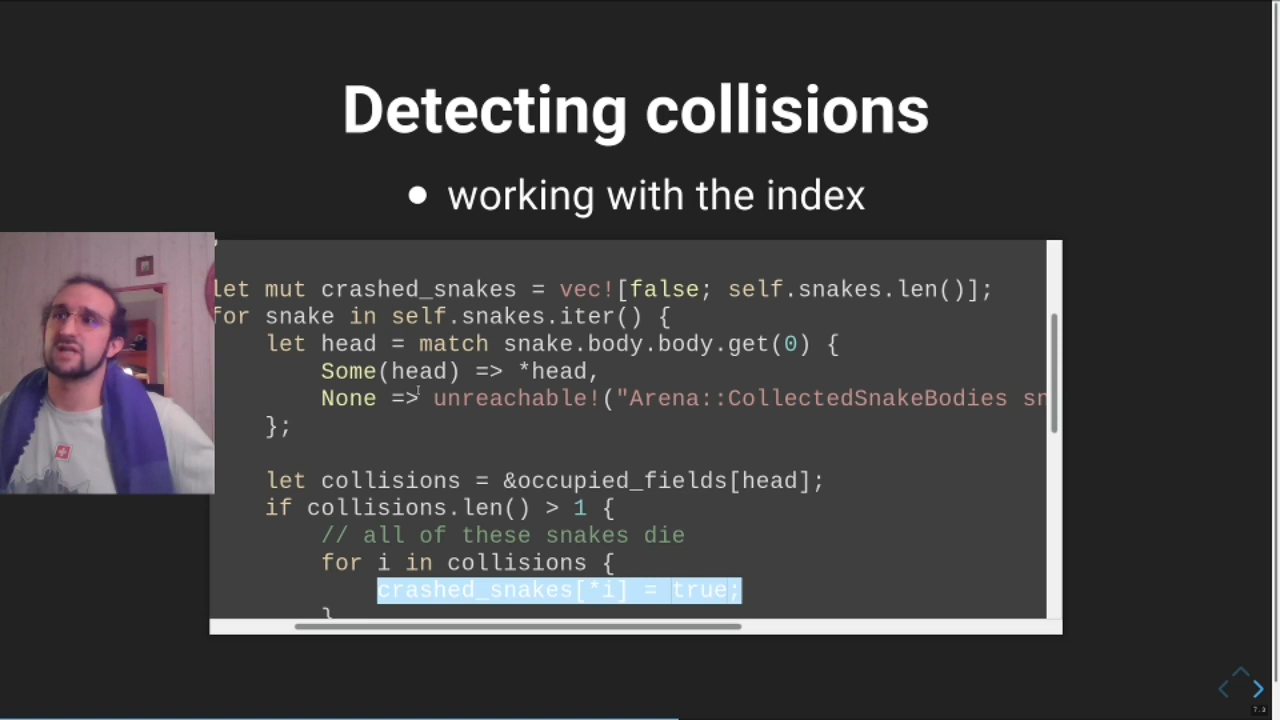 Detecting collisions
working with the index
let mut crashed_snakes = vec![false; self.snakes.len()];
for snake in self.snakes.iter() {
let head = match snake.body.body.get(0) {
Some(head) => *head,
None => unreachable!("Arena::CollectedSnakeBodies sn
};
let collisions = &occupied_fields[head];
if collisions.len() > 1 {
// all of these snakes die
for i in collisions {
crashed_snakes[*i] = true;
}